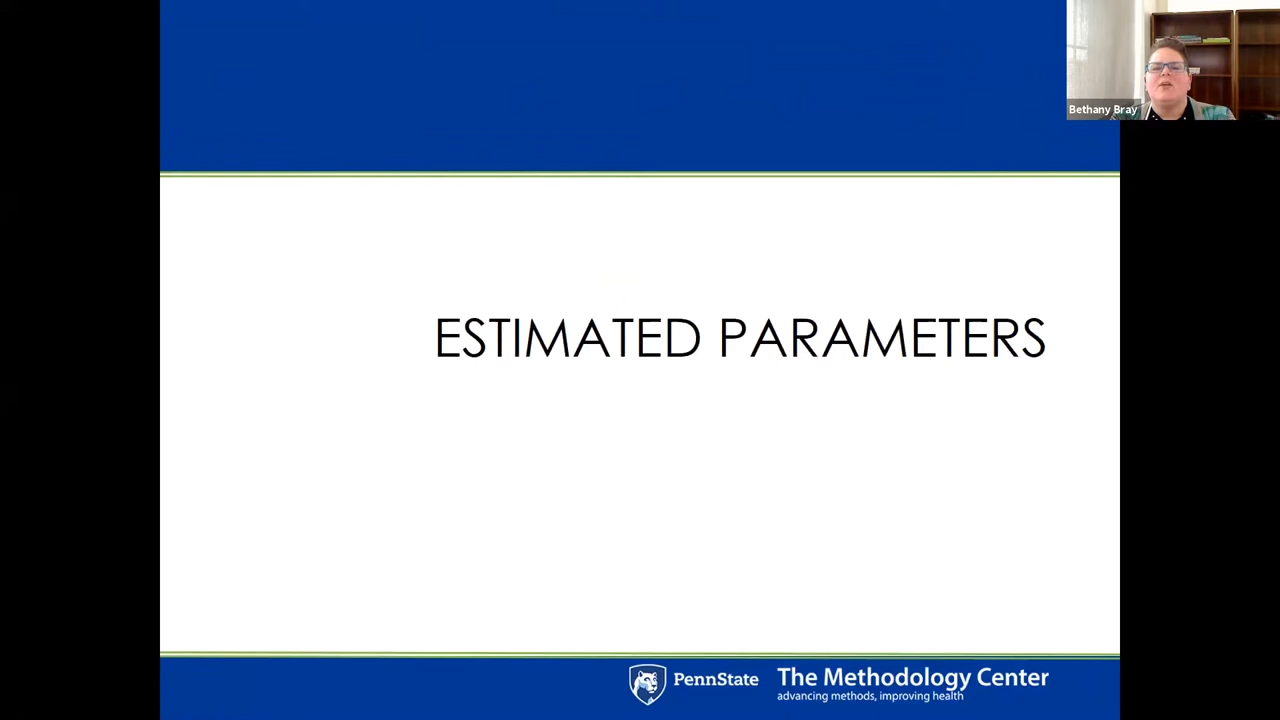 Bethany Bray
ESTIMATED PARAMETERS
PennState
The Methodology Center
advancing methods, improving health